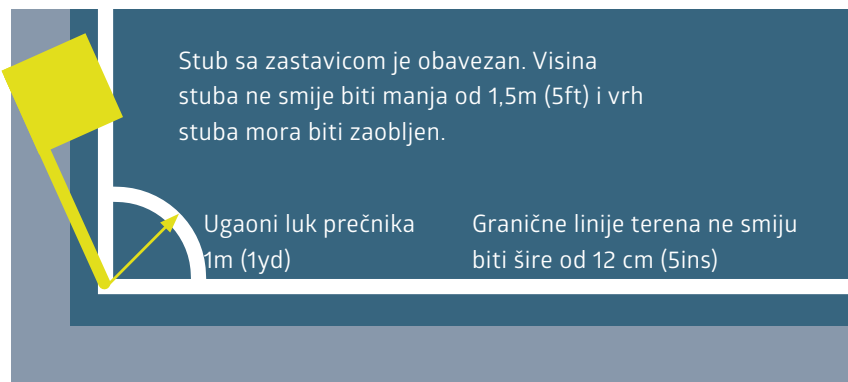 Stub sa zastavicom je obavezan. Visina
stuba ne smije biti manja od 1,5m (5ft) i vrh
stuba mora biti zaobljen.
Ugaoni luk prečnika
1m (1yd)
Granične linije terena ne smiju
biti šire od 12 cm (5ins)